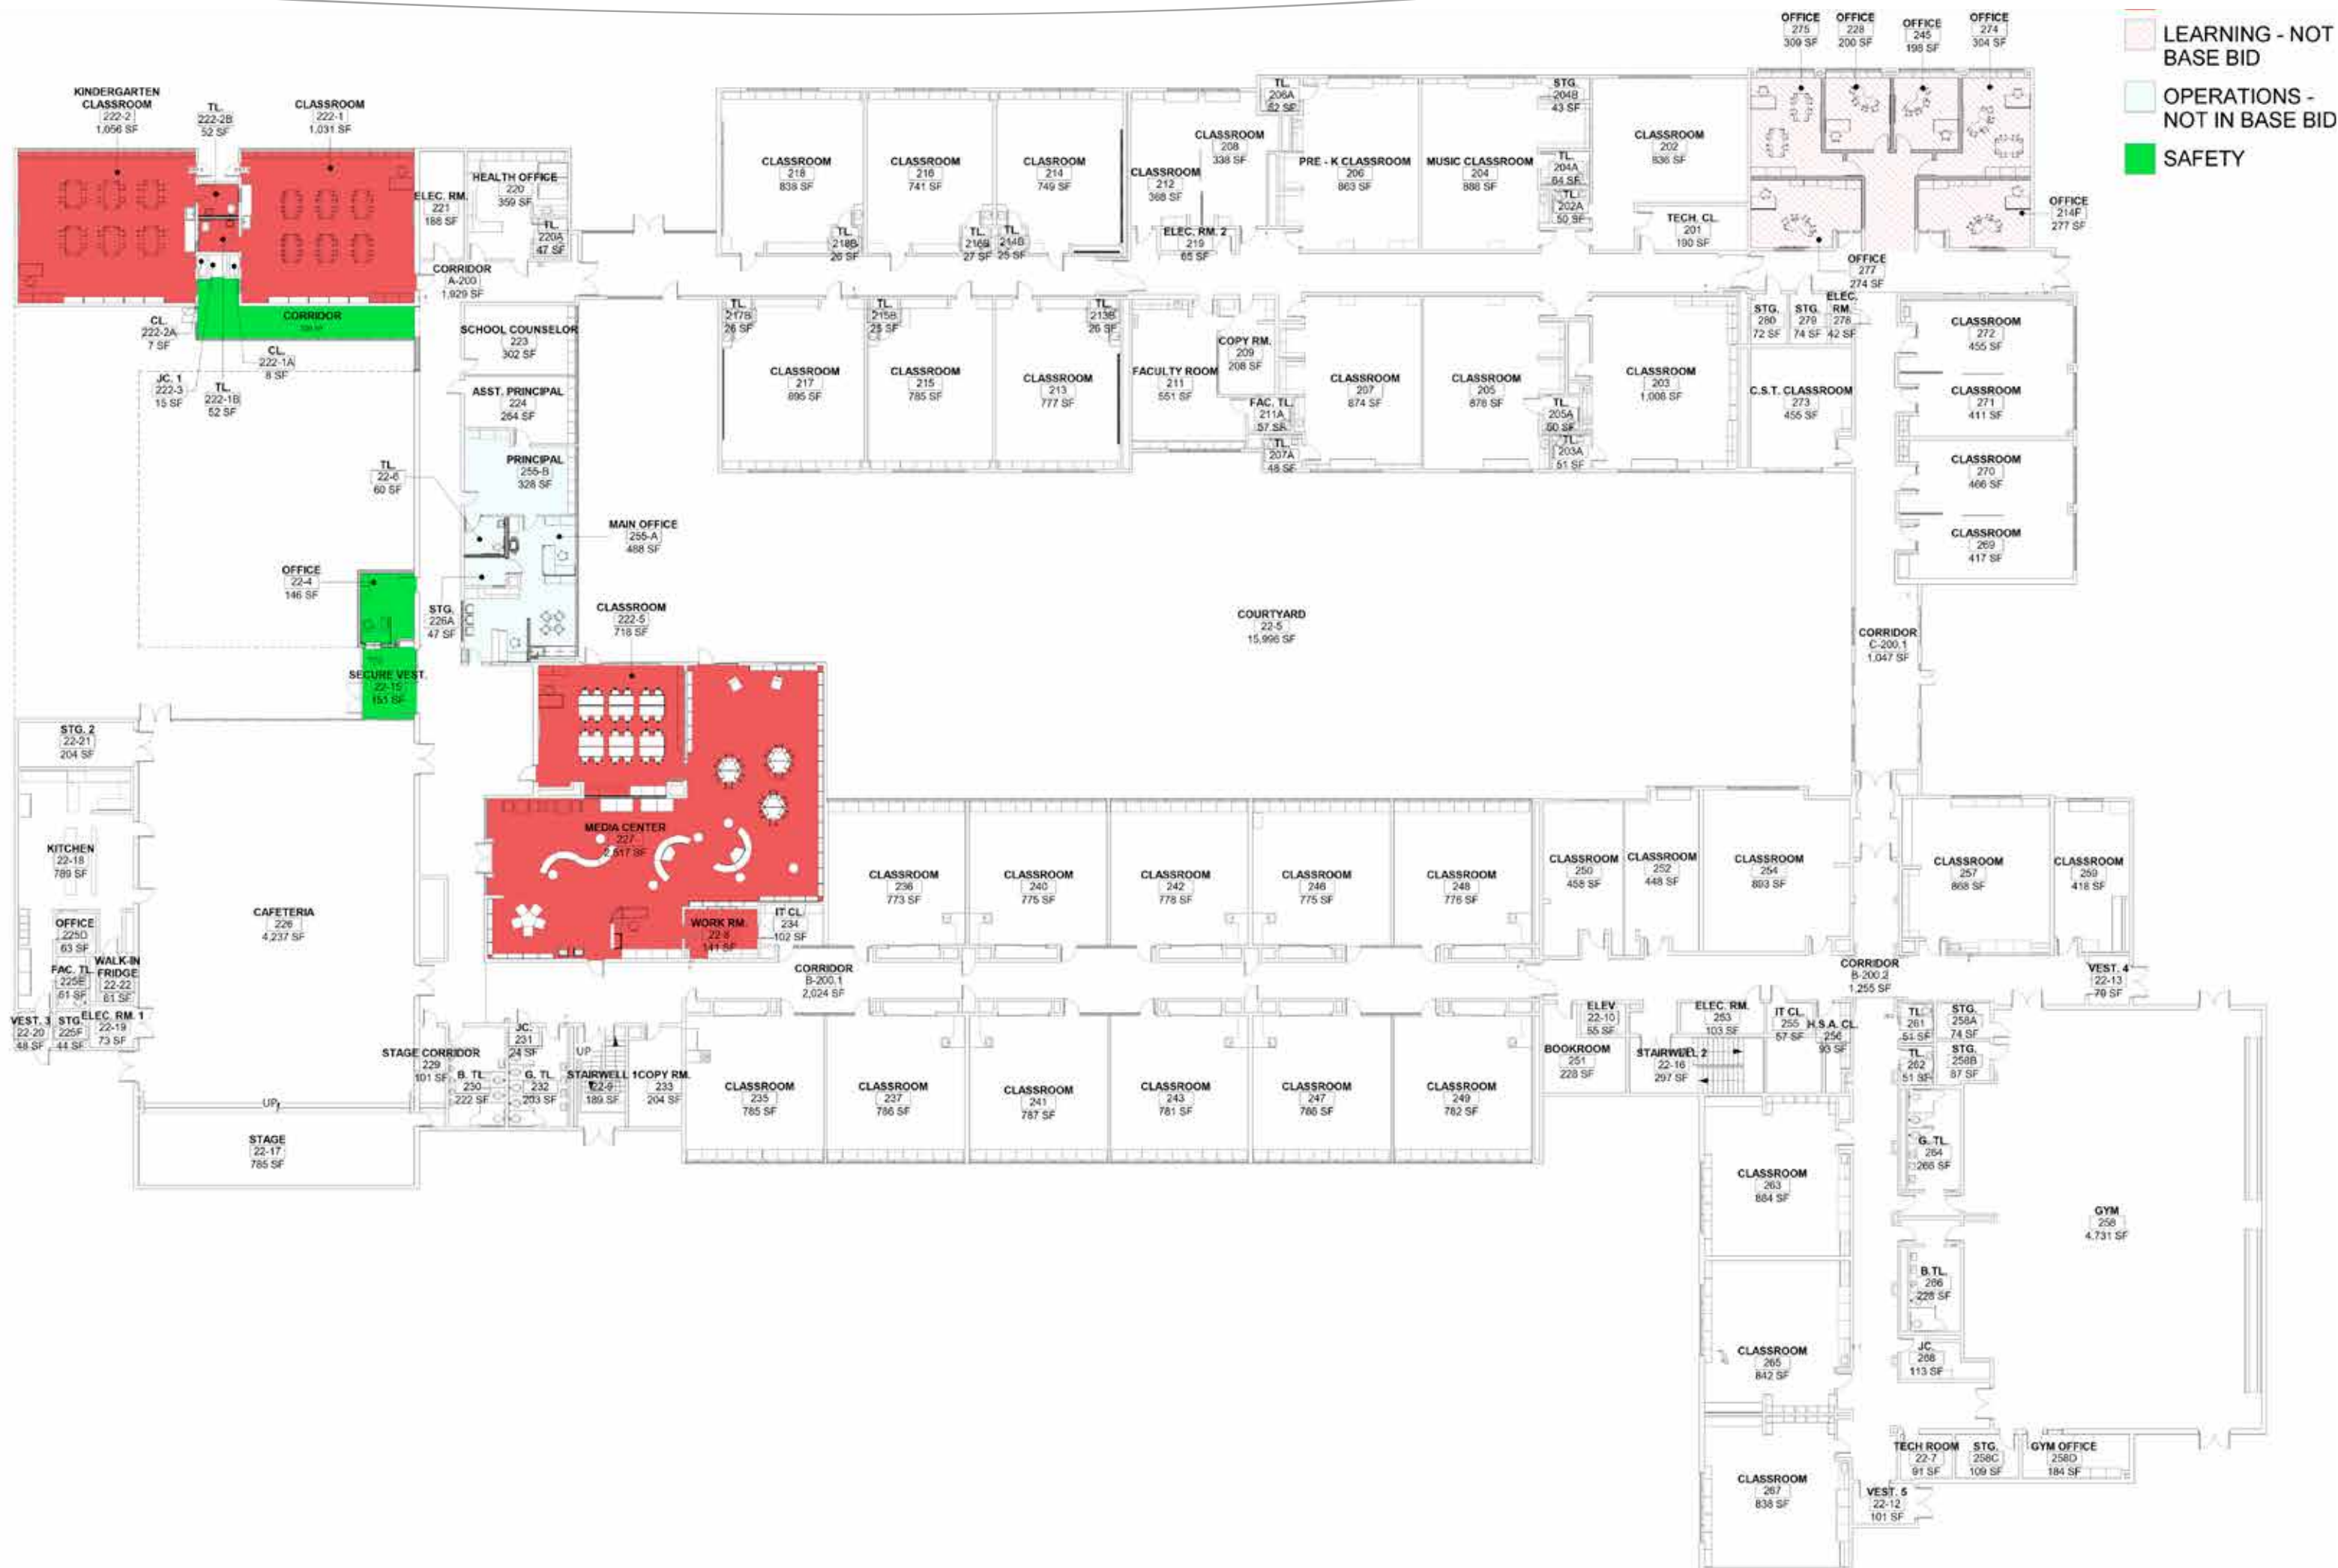 LEARNING - NOT
BASE BID
OPERATIONS -
NOT IN BASE BID
SAFETY
OFFICE
275
309 SF
OFFICE
228
200 SF
OFFICE
245
198 SF
OFFICE
274
304 SF
KINDERGARTEN
CLASSROOM
222-2
1,056 SF
TL.
222-2B
52 SF
CLASSROOM
222-1
1,031 SF
ELEC. RM.
221
188 SF
HEALTH OFFICE
220
359 SF
TL.
220A
47 SF
CLASSROOM
218
838 SF
TL.
218B
26 SF
CLASSROOM
216
741 SF
TL.
216B
27 SF
CLASROOM
214
749 SF
TL.
214B
25 SF
CLASSROOM
212
368 SF
CLASSROOM
208
338 SF
TL.
206A
52 SF
ELEC. RM. 2
219
65 SF
PRE - K CLASSROOM
206
863 SF
MUSIC CLASSROOM
204
888 SF
STG.
204B
43 SF
TL.
204A
64 SF
TL.
202A
50 SF
CLASSROOM
202
836 SF
TECH. CL.
201
190 SF
OFFICE
214F
277 SF
OFFICE
277
274 SF
CORRIDOR
A-200
1,929 SF
CORRIDOR
CL.
222-2A
7 SF
JC. 1
222-3
15 SF
TL.
222-1B
52 SF
CL.
222-1A
8 SF
SCHOOL COUNSELOR
223
302 SF
ASST. PRINCIPAL
224
264 SF
PRINCIPAL
255-B
328 SF
TL.
22-6
60 SF
MAIN OFFICE
255-A
488 SF
OFFICE
22-4
146 SF
STG.
226A
47 SF
SECURE VEST.
22-15
151 SF
CLASSROOM
222-5
718 SF
TL.
217B
26 SF
CLASSROOM
217
895 SF
TL.
215B
25 SF
CLASSROOM
215
785 SF
TL.
213B
26 SF
CLASSROOM
213
777 SF
FACULTY ROOM
211
551 SF
COPY RM.
209
208 SF
FAC. TL.
211A
57 SF
TL.
207A
48 SF
CLASSROOM
207
874 SF
CLASSROOM
205
876 SF
TL.
205A
50 SF
TL.
203A
51 SF
CLASSROOM
203
1,006 SF
STG.
280
72 SF
STG.
279
74 SF
ELEC.
RM.
278
42 SF
C.S.T. CLASSROOM
273
455 SF
CLASSROOM
272
455 SF
CLASSROOM
271
411 SF
CLASSROOM
270
466 SF
CLASSROOM
269
417 SF
COURTYARD
22-5
15,996 SF
CORRIDOR
C-200.1
1,047 SF
STG. 2
22-21
204 SF
KITCHEN
22-18
789 SF
OFFICE
225D
63 SF
FAC. TL.
225E
61 SF
WALK-IN
FRIDGE
22-22
61 SF
VEST. 3
22-20
48 SF
STG.
225F
44 SF
ELEC. RM. 1
22-19
73 SF
CAFETERIA
226
4,237 SF
UP
STAGE
22-17
785 SF
MEDIA CENTER
227
2,617 SF
WORK RM.
22-8
141 SF
IT CL.
234
102 SF
CLASSROOM
236
773 SF
CLASSROOM
240
775 SF
CLASSROOM
242
778 SF
CLASSROOM
246
775 SF
CLASSROOM
248
776 SF
CLASSROOM
250
458 SF
CLASSROOM
252
448 SF
CLASSROOM
254
893 SF
CLASSROOM
257
868 SF
CLASSROOM
259
418 SF
CORRIDOR
B-200.1
2,024 SF
CORRIDOR
B-200.2
1,255 SF
VEST. 4
22-13
70 SF
STAGE CORRIDOR
229
101 SF
B. TL.
230
222 SF
JC.
231
24 SF
G. TL.
232
203 SF
UP
STAIRWELL 1
22-9
189 SF
COPY RM.
233
204 SF
CLASSROOM
235
785 SF
CLASSROOM
237
786 SF
CLASSROOM
241
787 SF
CLASSROOM
243
781 SF
CLASSROOM
247
786 SF
CLASSROOM
249
782 SF
ELEV.
22-10
55 SF
BOOKROOM
251
228 SF
ELEC. RM.
253
103 SF
STAIRWELL 2
22-16
297 SF
IT CL.
255
57 SF
H.S.A. CL.
256
93 SF
TL.
261
51 SF
STG.
258A
74 SF
TL.
262
51 SF
STG.
258B
87 SF
CLASSROOM
263
884 SF
G. TL.
264
266 SF
GYM
258
4,731 SF
B.TL.
266
228 SF
CLASSROOM
265
842 SF
JC.
268
113 SF
CLASSROOM
267
838 SF
TECH ROOM
22-7
91 SF
STG.
258C
109 SF
GYM OFFICE
258D
184 SF
VEST. 5
22-12
101 SF